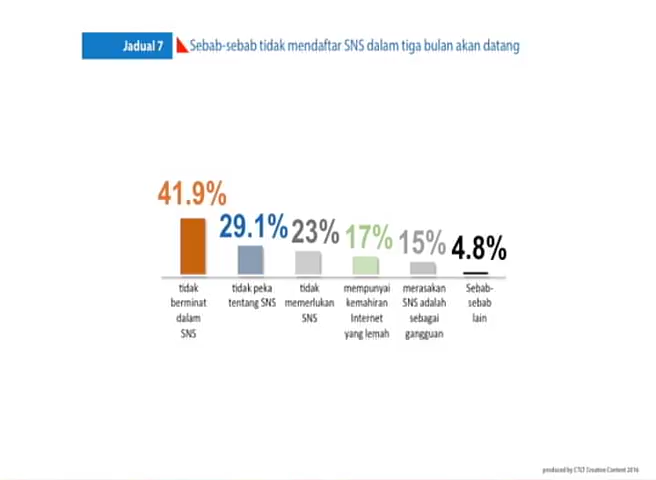 Jadual 7
Sebab-sebab tidak mendaftar SNS dalam tiga bulan akan datang
41.9%
29.1%
23%
17%
15%
4.8%
tidak
berminat
dalam
SNS
tidak peka
tentang SNS
tidak
memerlukan
SNS
mempunyai
kemahiran
Internet
yang lemah
merasakan
SNS adalah
sebagai
gangguan
Sebab-
sebab
lain
produced by CTLT Creative Content 2016